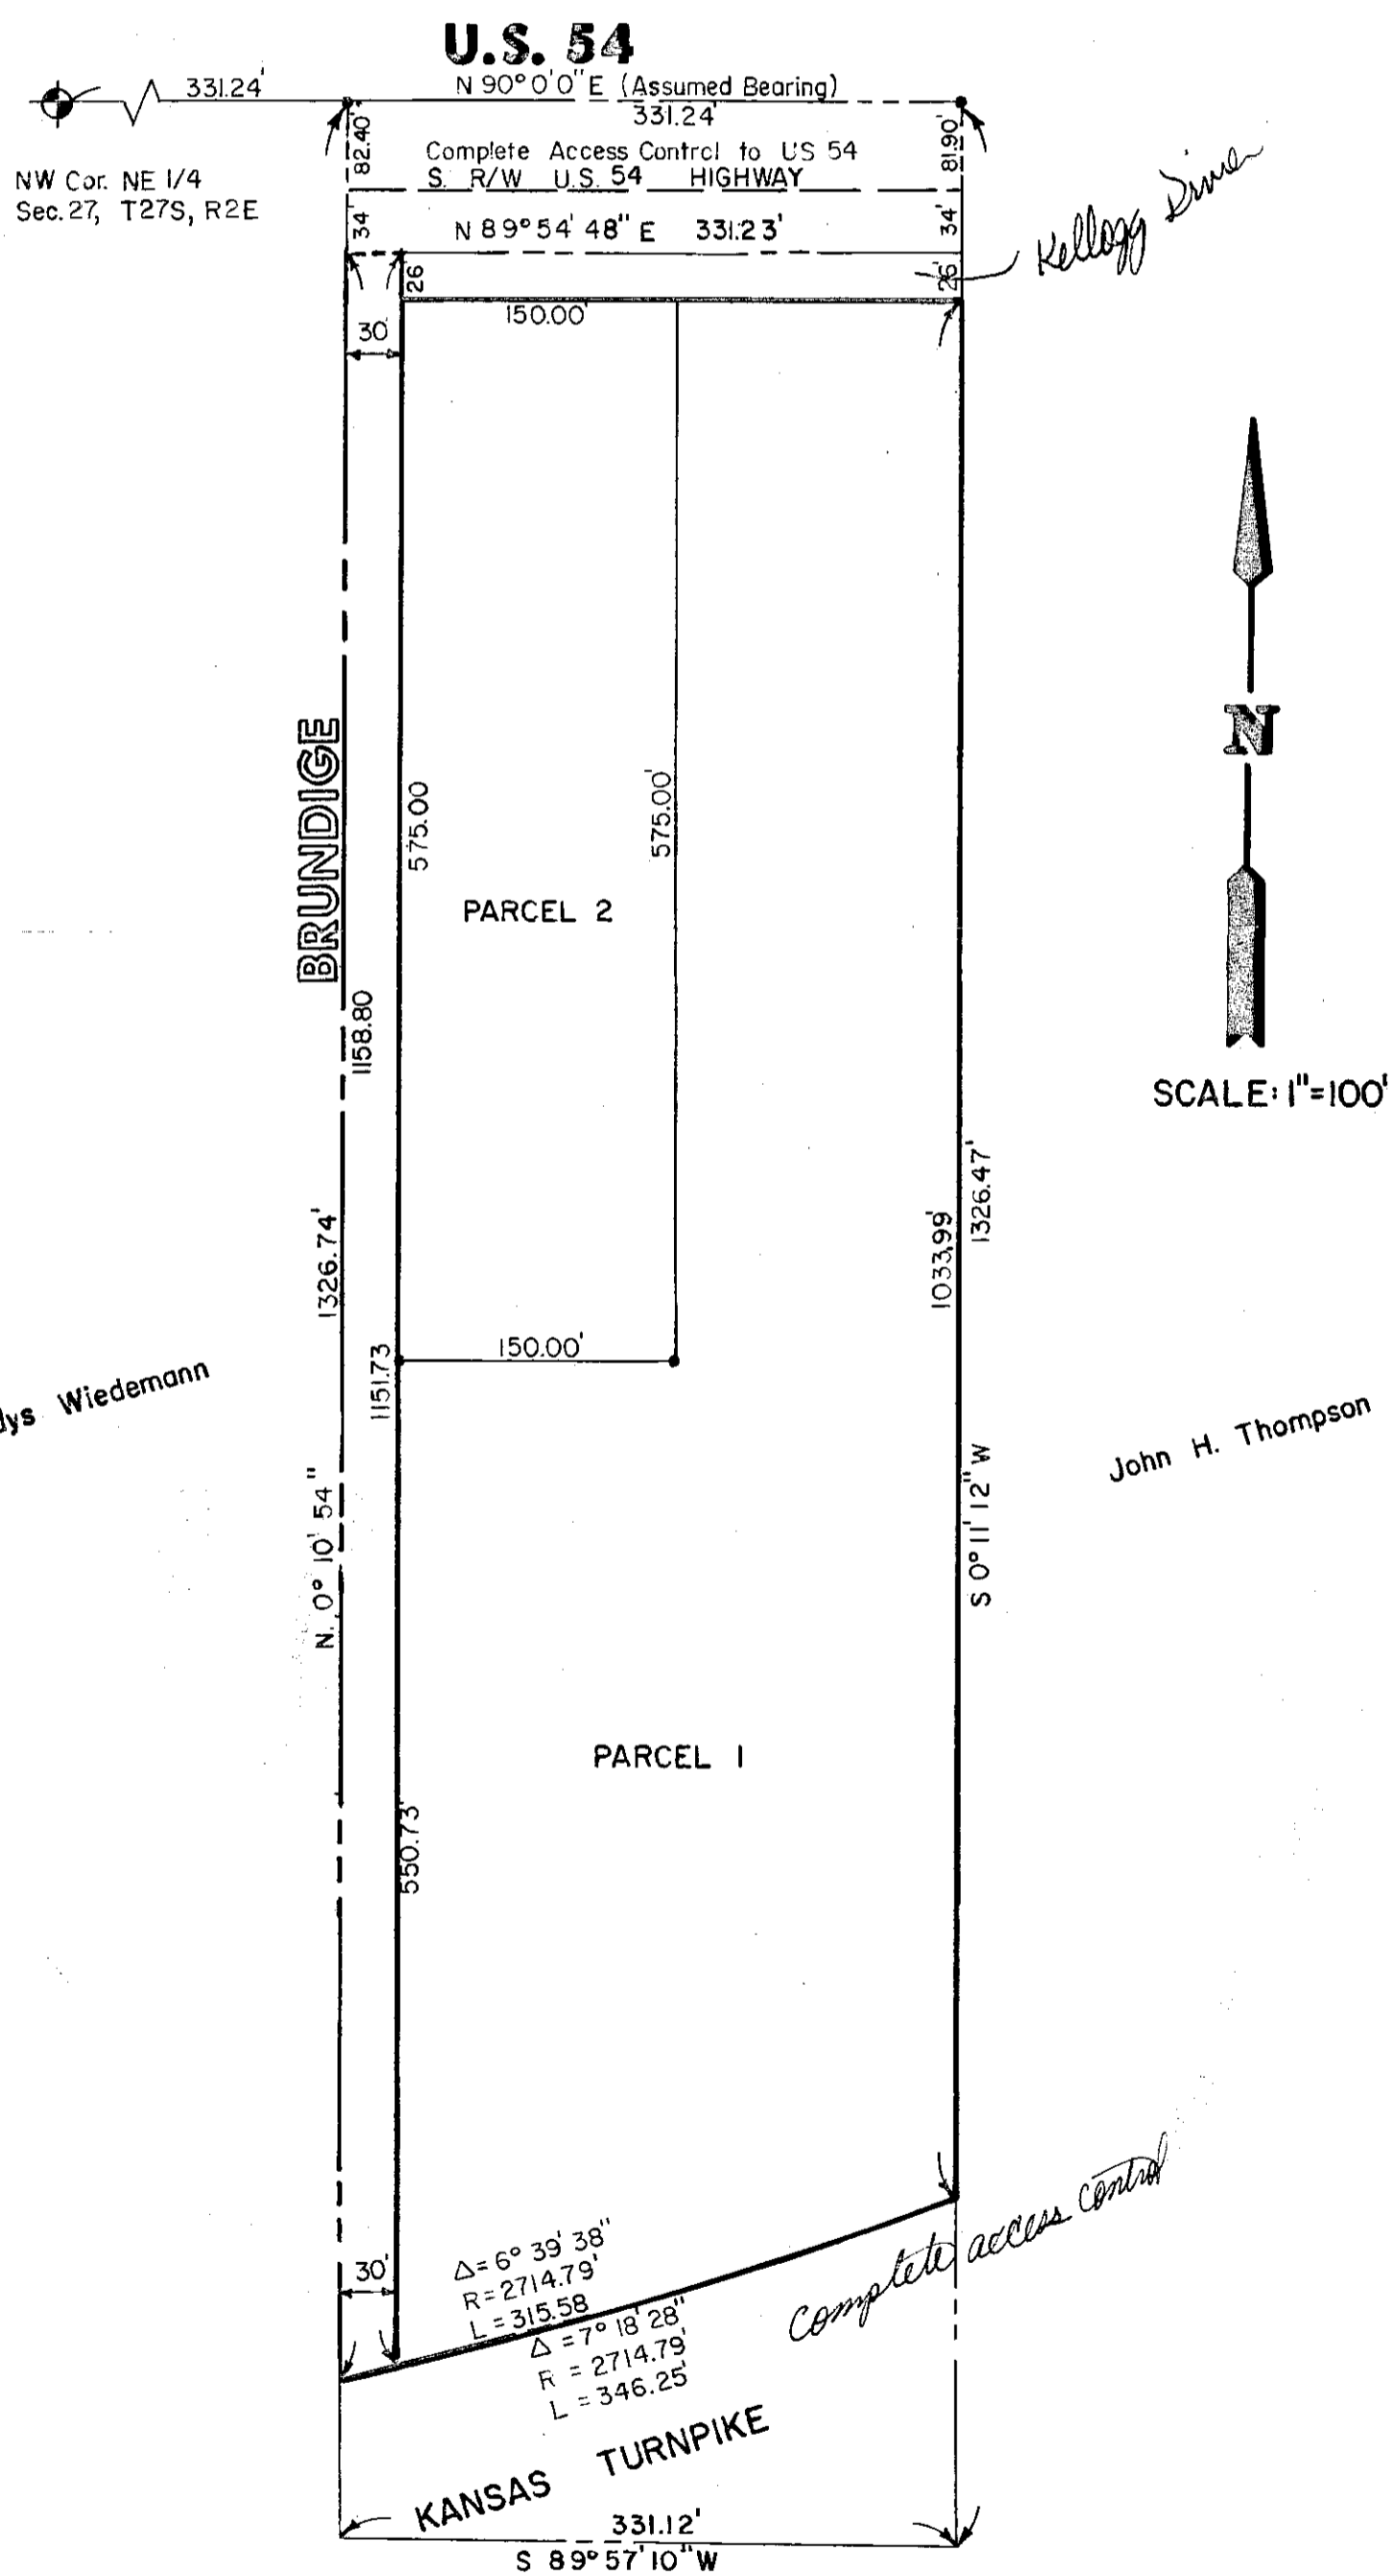 U.S. 54
331.24'
N 90° 0' 0" E (Assumed Bearing)
331.24'
82.40'
81.90'
Complete Access Control to US 54
S. R/W U.S. 54 HIGHWAY
NW Cor. NE 1/4
Sec. 27, T27S, R2E
34'
N 89° 54' 48" E 331.23'
34'
Kellogg
26
26'
150.00'
30'
BRUNDIGE
N
575.00
575.00'
PARCEL 2
1158.80
SCALE: 1"=100'
1326.74'
1033.99'
1326.47'
150.00'
1151.73
Wiedemann
John H. Thompson
N. 0° 10' 54"
S 0° 11' 12" W
PARCEL 1
550.73'
Complete access control
30'
Δ= 6° 39' 38"
R= 2714.79'
L = 315.58
Δ = 7° 18' 28"
R = 2714.79'
L = 346.25'
KANSAS TURNPIKE
331.12'
S 89° 57' 10" W